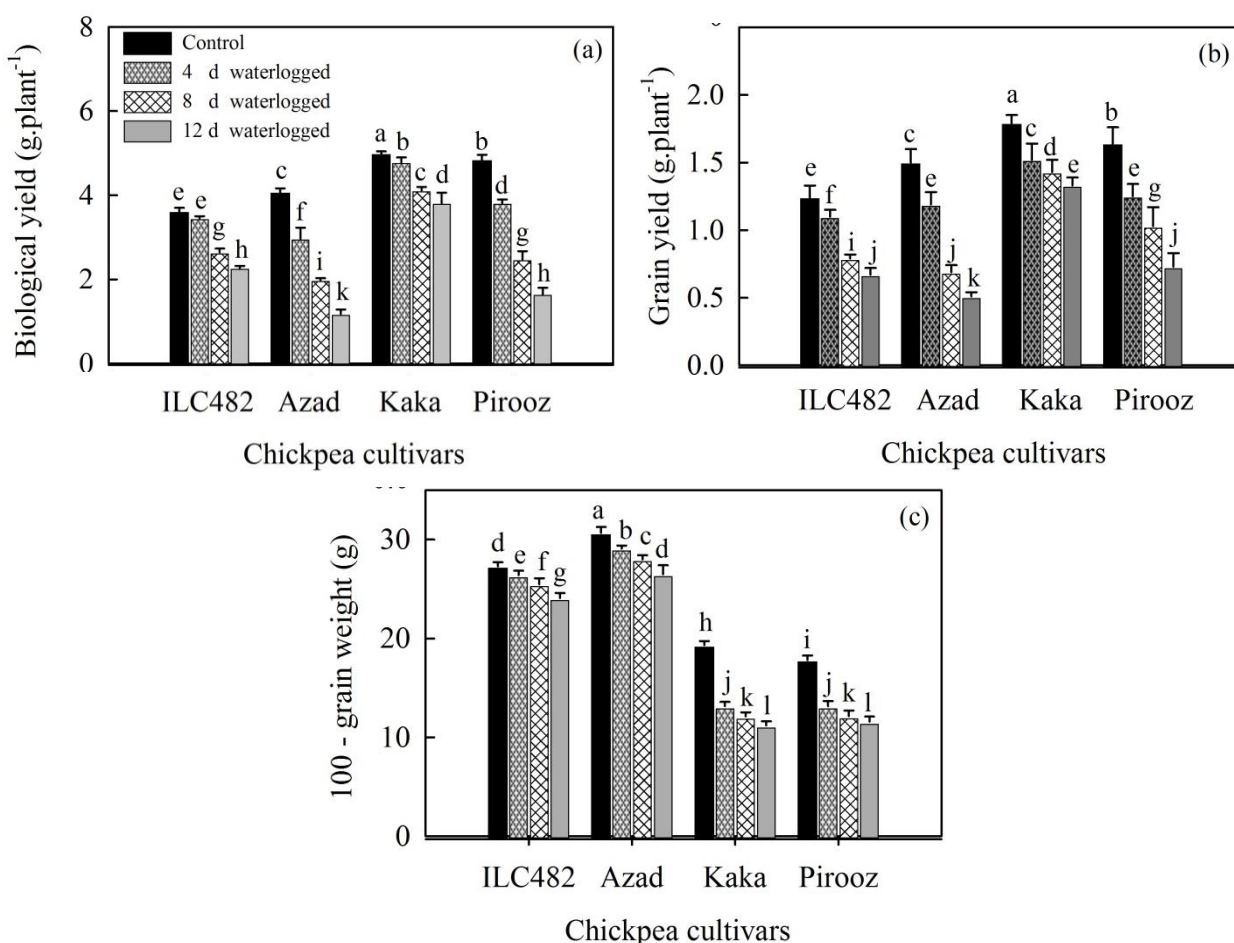 (a)
Control
4 d waterlogged
8 d waterlogged
12 d waterlogged
Biological yield (g.plant⁻¹)
8
6
4
2
0
e e g h
c f i k
a b c d
b d g h
ILC482 Azad Kaka Pirooz
Chickpea cultivars
(b)
Grain yield (g.plant⁻¹)
2.0
1.5
1.0
0.5
0.0
e f i j
c e j k
a c d e
b e g j
ILC482 Azad Kaka Pirooz
Chickpea cultivars
(c)
100 - grain weight (g)
30
20
10
0
d e f g
a b c d
h j k l
i j k l
ILC482 Azad Kaka Pirooz
Chickpea cultivars